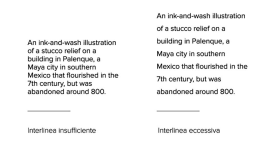 An ink-and-wash illustration
of a stucco relief on a
building in Palenque, a
Maya city in southern
Mexico that flourished in the
7th century, but was
abandoned around 800.
Interlinea insufficiente
An ink-and-wash illustration
of a stucco relief on a
building in Palenque, a
Maya city in southern
Mexico that flourished in the
7th century, but was
abandoned around 800.
Interlinea eccessiva